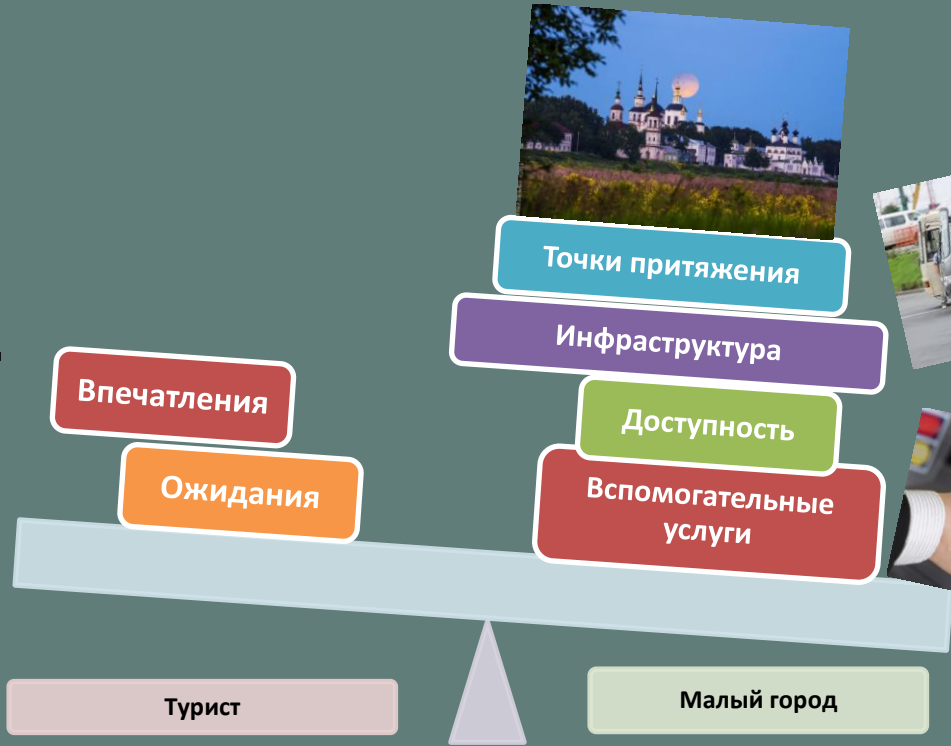 Точки притяжения
Инфраструктура
Впечатления
Доступность
Ожидания
Вспомогательные
услуги
Турист
Малый город